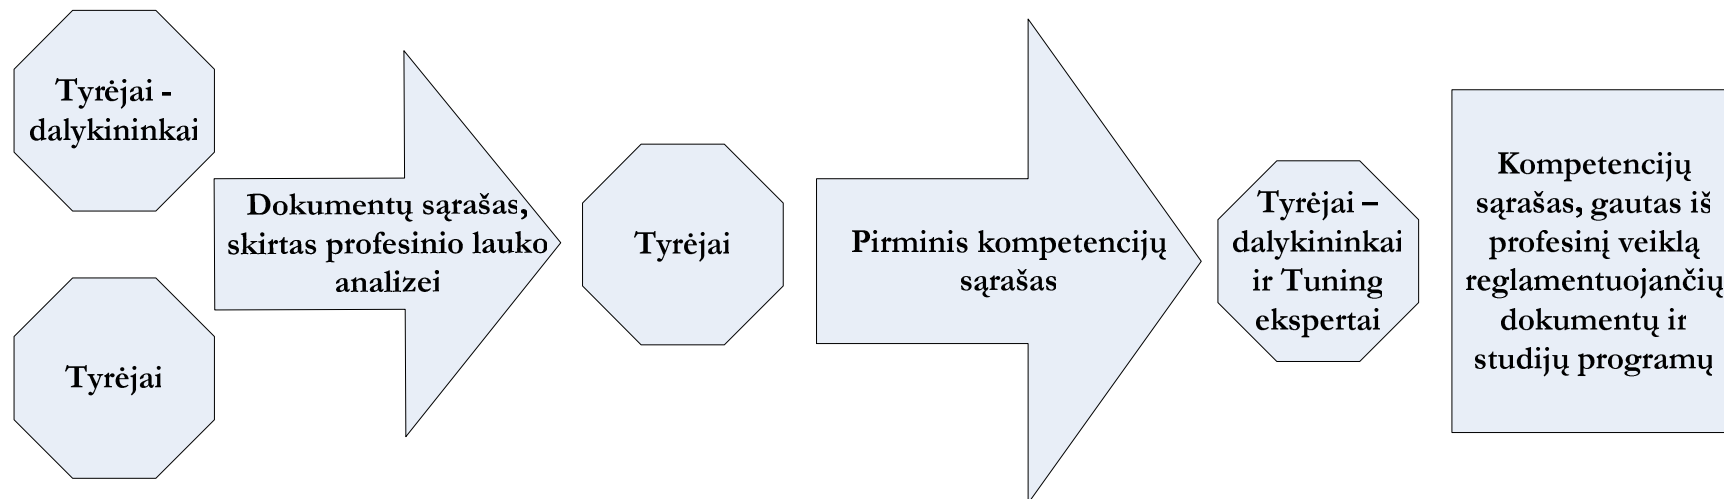 Tyrėjai -
dalykininkai
Tyrėjai
Dokumentų sąrašas,
skirtas profesinio lauko
analizei
Tyrėjai
Pirminis kompetencijų
sąrašas
Tyrėjai –
dalykininkai
ir Tuning
ekspertai
Kompetencijų
sąrašas, gautas iš
profesinį veiklą
reglamentuojančių
dokumentų ir
studijų programų